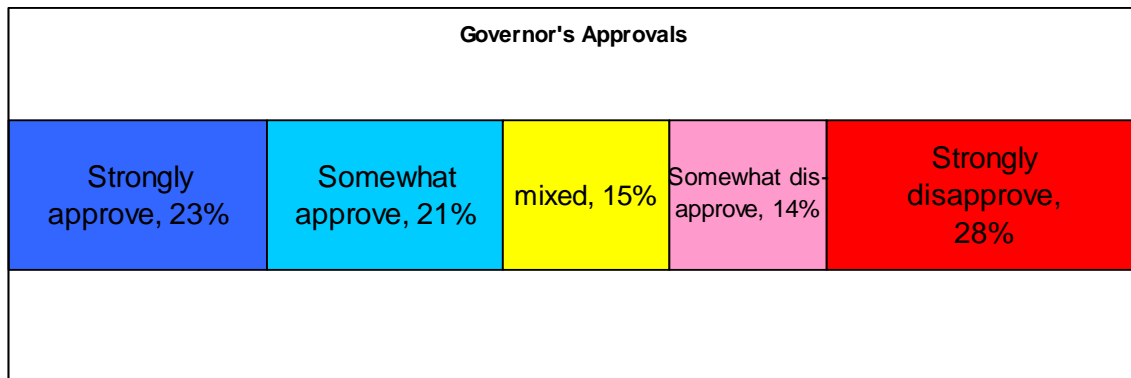 Governor's Approvals
Strongly
approve, 23%
Somewhat
approve, 21%
mixed, 15%
Somewhat dis-
approve, 14%
Strongly
disapprove,
28%